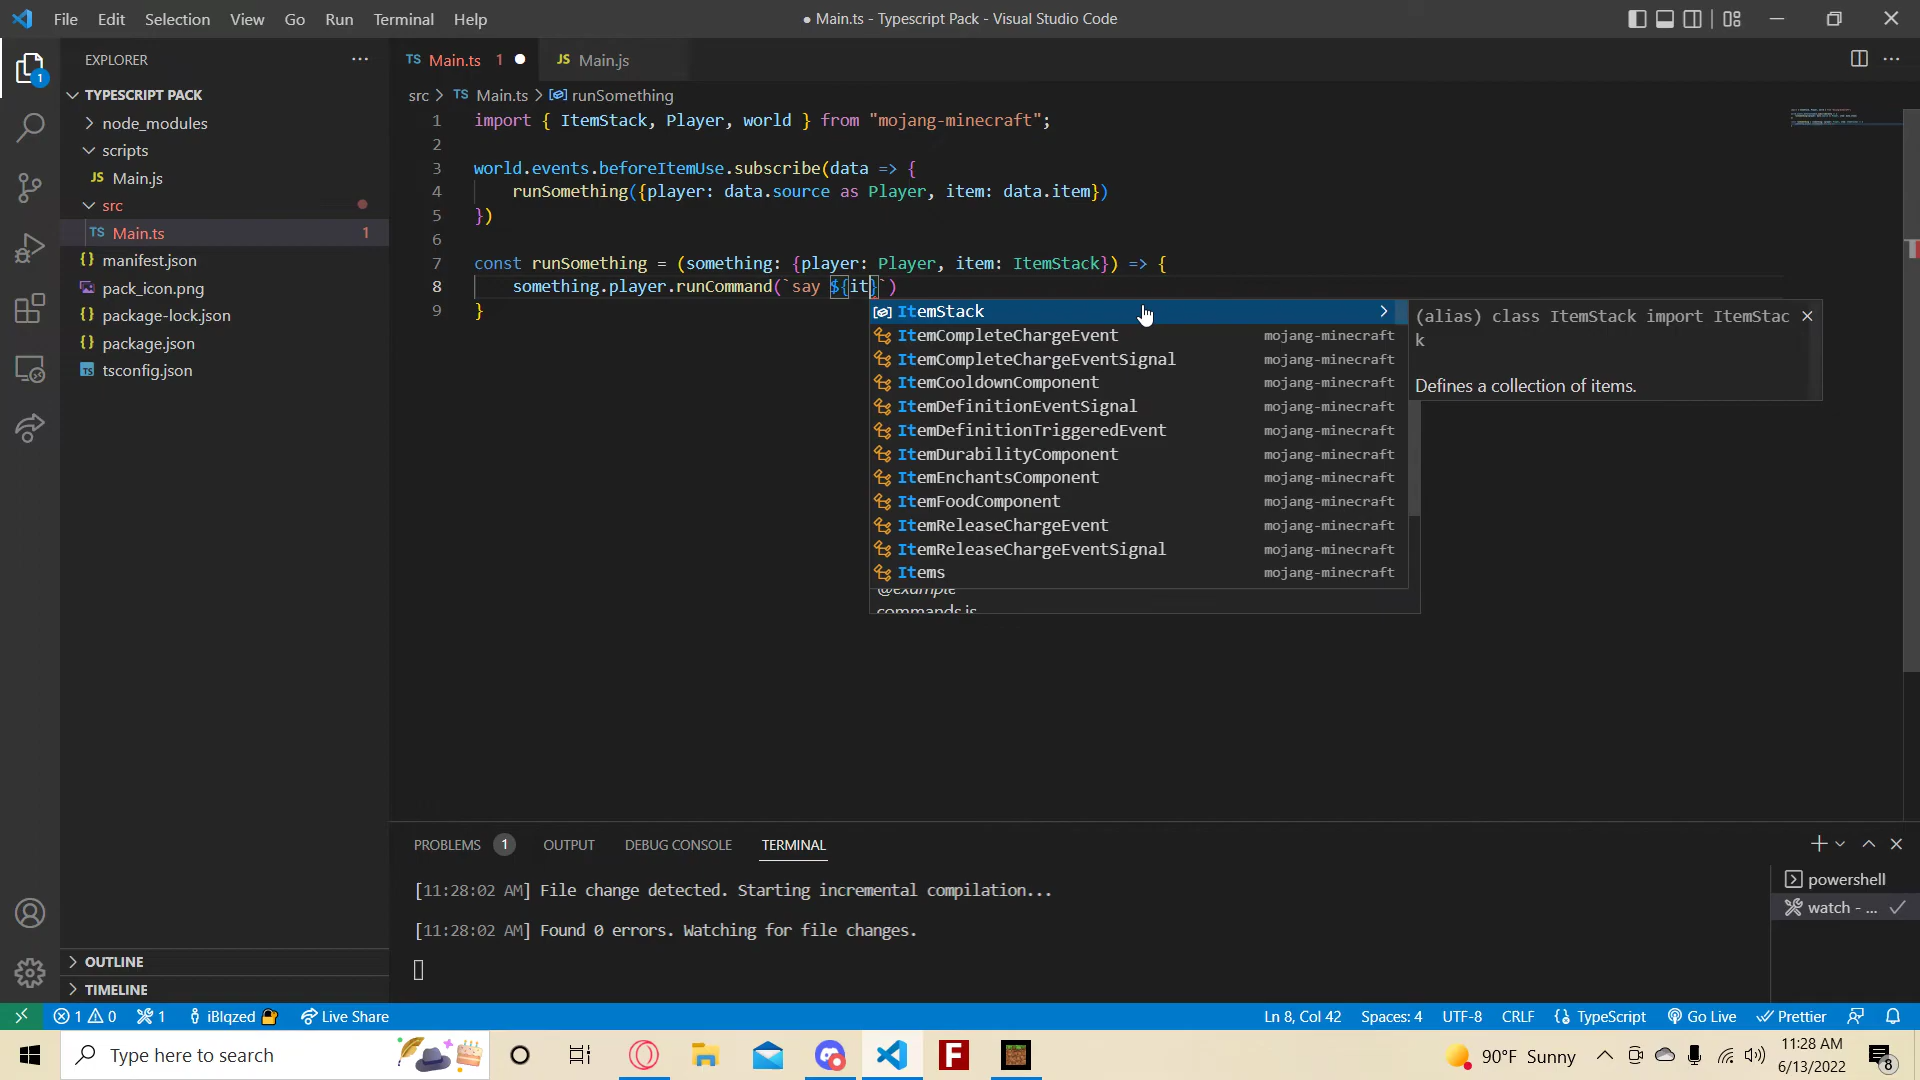 File Edit Selection View Go Run Terminal Help
● Main.ts - Typescript Pack - Visual Studio Code
EXPLORER
1
TYPESCRIPT PACK
node_modules
scripts
JS Main.js
src
TS Main.ts 1
{} manifest.json
pack_icon.png
{} package-lock.json
{} package.json
TS tsconfig.json
OUTLINE
TIMELINE
TS Main.ts 1 ●
JS Main.js
src > TS Main.ts > runSomething
1 import { ItemStack, Player, world } from "mojang-minecraft";
2
3 world.events.beforeItemUse.subscribe(data => {
4 runSomething({player: data.source as Player, item: data.item})
5 })
6
7 const runSomething = (something: {player: Player, item: ItemStack}) => {
8 something.player.runCommand(`say ${it}`)
9 }
ItemStack
ItemCompleteChargeEvent mojang-minecraft
ItemCompleteChargeEventSignal mojang-minecraft
ItemCooldownComponent mojang-minecraft
ItemDefinitionEventSignal mojang-minecraft
ItemDefinitionTriggeredEvent mojang-minecraft
ItemDurabilityComponent mojang-minecraft
ItemEnchantsComponent mojang-minecraft
ItemFoodComponent mojang-minecraft
ItemReleaseChargeEvent mojang-minecraft
ItemReleaseChargeEventSignal mojang-minecraft
Items mojang-minecraft
@example
commands.js
(alias) class ItemStack import ItemStac
k
Defines a collection of items.
PROBLEMS 1 OUTPUT DEBUG CONSOLE TERMINAL
[11:28:02 AM] File change detected. Starting incremental compilation...
[11:28:02 AM] Found 0 errors. Watching for file changes.
powershell
watch - ...
1 0 1 iBlqzed Live Share
Ln 8, Col 42 Spaces: 4 UTF-8 CRLF {} TypeScript Go Live Prettier
Type here to search
F
90°F Sunny
11:28 AM
6/13/2022
8